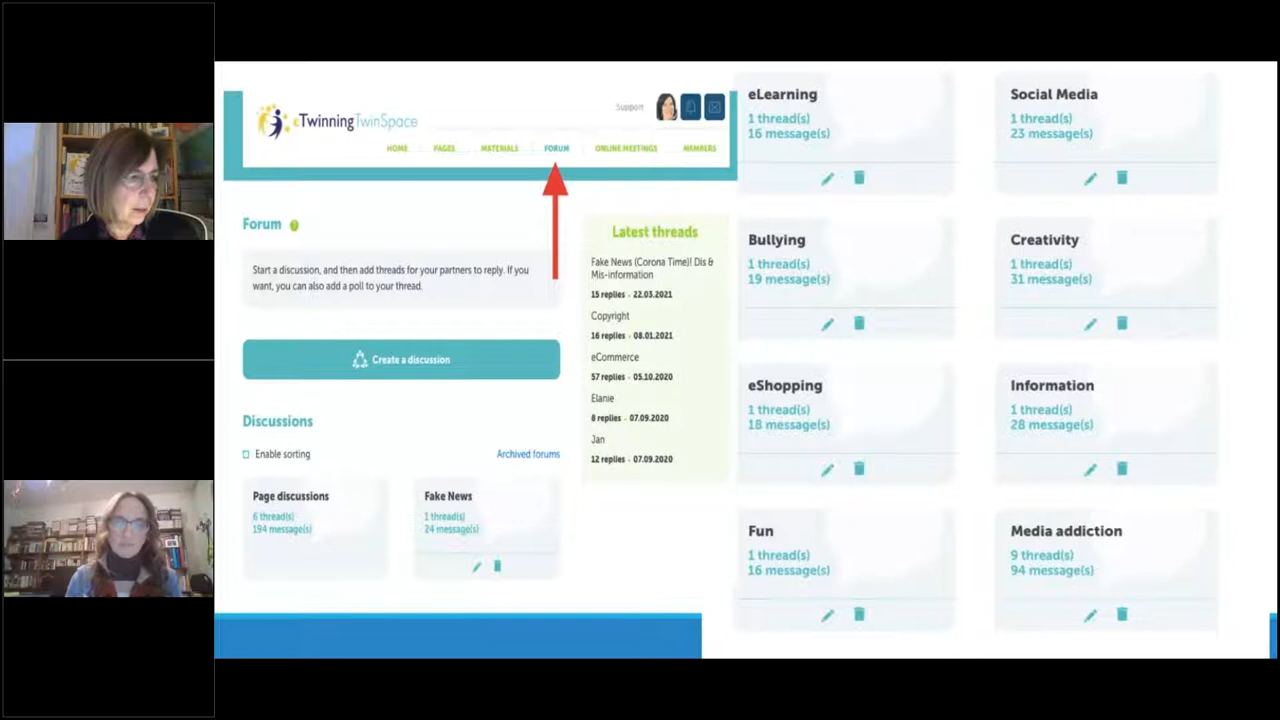 Support
eTwinningTwinSpace
HOME PAGES MATERIALS FORUM ONLINE MEETINGS MEMBERS
Forum
Start a discussion, and then add threads for your partners to reply. If you
want, you can also add a poll to your thread.
Create a discussion
Discussions
Enable sorting
Archived forums
Page discussions
6 thread(s)
194 message(s)
Fake News
1 thread(s)
24 message(s)
Latest threads
Fake News (Corona Time)! Dis &
Mis-information
15 replies - 22.03.2021
Copyright
16 replies - 08.01.2021
eCommerce
57 replies - 05.10.2020
Elanie
8 replies - 07.09.2020
Jan
12 replies - 07.09.2020
eLearning
1 thread(s)
16 message(s)
Social Media
1 thread(s)
23 message(s)
Bullying
1 thread(s)
19 message(s)
Creativity
1 thread(s)
31 message(s)
eShopping
1 thread(s)
18 message(s)
Information
1 thread(s)
28 message(s)
Fun
1 thread(s)
16 message(s)
Media addiction
9 thread(s)
94 message(s)